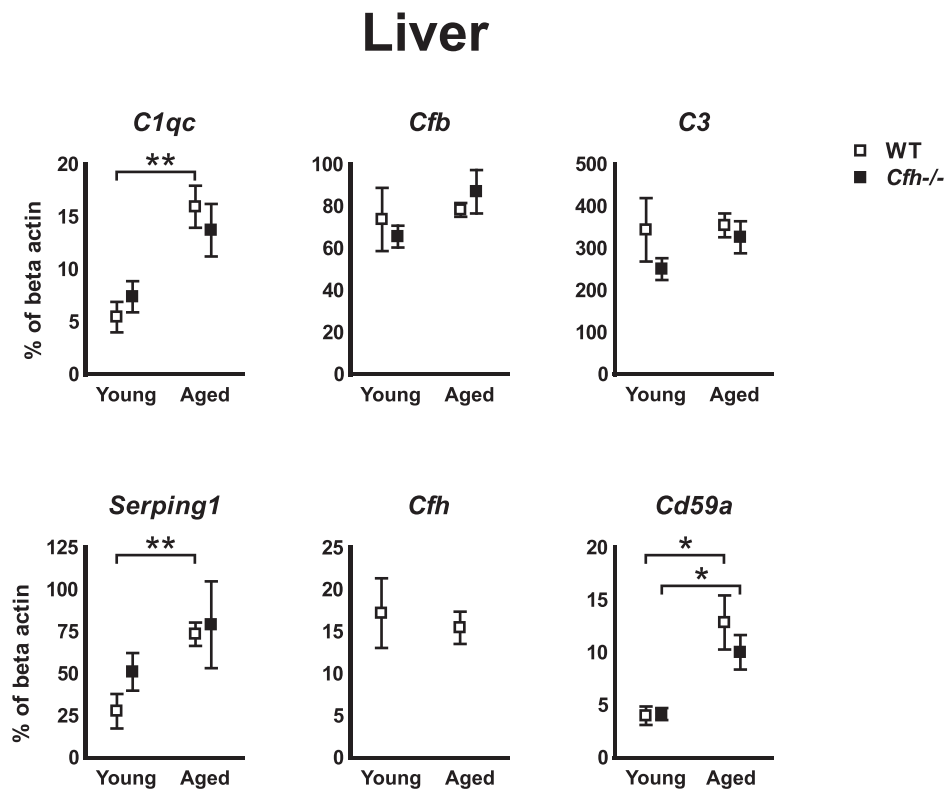 Liver
C1qc
Cfb
C3
WT
Cfh-/-
% of beta actin
20
15
10
5
0
**
Young Aged
100
80
60
40
20
0
Young Aged
500
400
300
200
100
0
Young Aged
Serping1
Cfh
Cd59a
% of beta actin
125
100
75
50
25
0
**
Young Aged
25
20
15
10
5
0
Young Aged
20
15
10
5
0
*
*
Young Aged